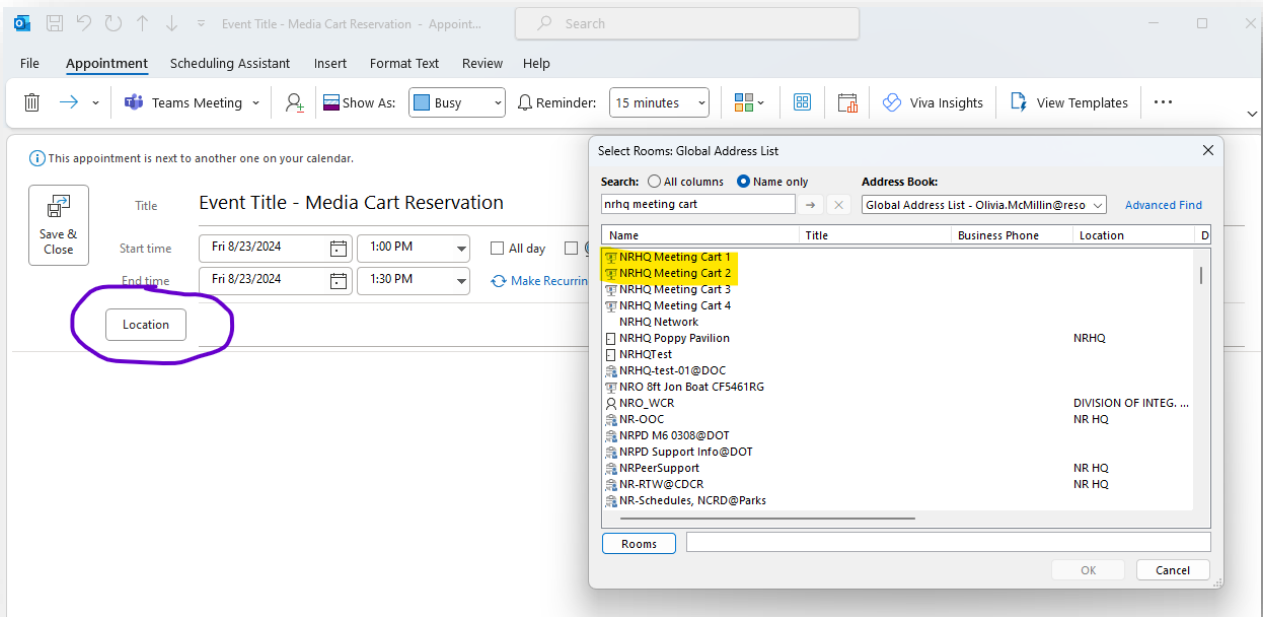 Event Title - Media Cart Reservation - Appoint...
Search
File Appointment Scheduling Assistant Insert Format Text Review Help
Teams Meeting Show As: Busy Reminder: 15 minutes Viva Insights View Templates ...
This appointment is next to another one on your calendar.
Save & Close
Title Event Title - Media Cart Reservation
Start time Fri 8/23/2024 1:00 PM All day
End time Fri 8/23/2024 1:30 PM Make Recurrin
Location
Select Rooms: Global Address List
Search: All columns Name only Address Book:
nrhq meeting cart Global Address List - Olivia.McMillin@reso Advanced Find
Name Title Business Phone Location D
NRHQ Meeting Cart 1
NRHQ Meeting Cart 2
NRHQ Meeting Cart 3
NRHQ Meeting Cart 4
NRHQ Network
NRHQ Poppy Pavilion NRHQ
NRHQTest
NRHQ-test-01@DOC
NRO 8ft Jon Boat CF5461RG
NRO_WCR DIVISION OF INTEG. ...
NR-OOC NR HQ
NRPD M6 0308@DOT
NRPD Support Info@DOT
NRPeerSupport NR HQ
NR-RTW@CDCR NR HQ
NR-Schedules, NCRD@Parks
Rooms
OK Cancel